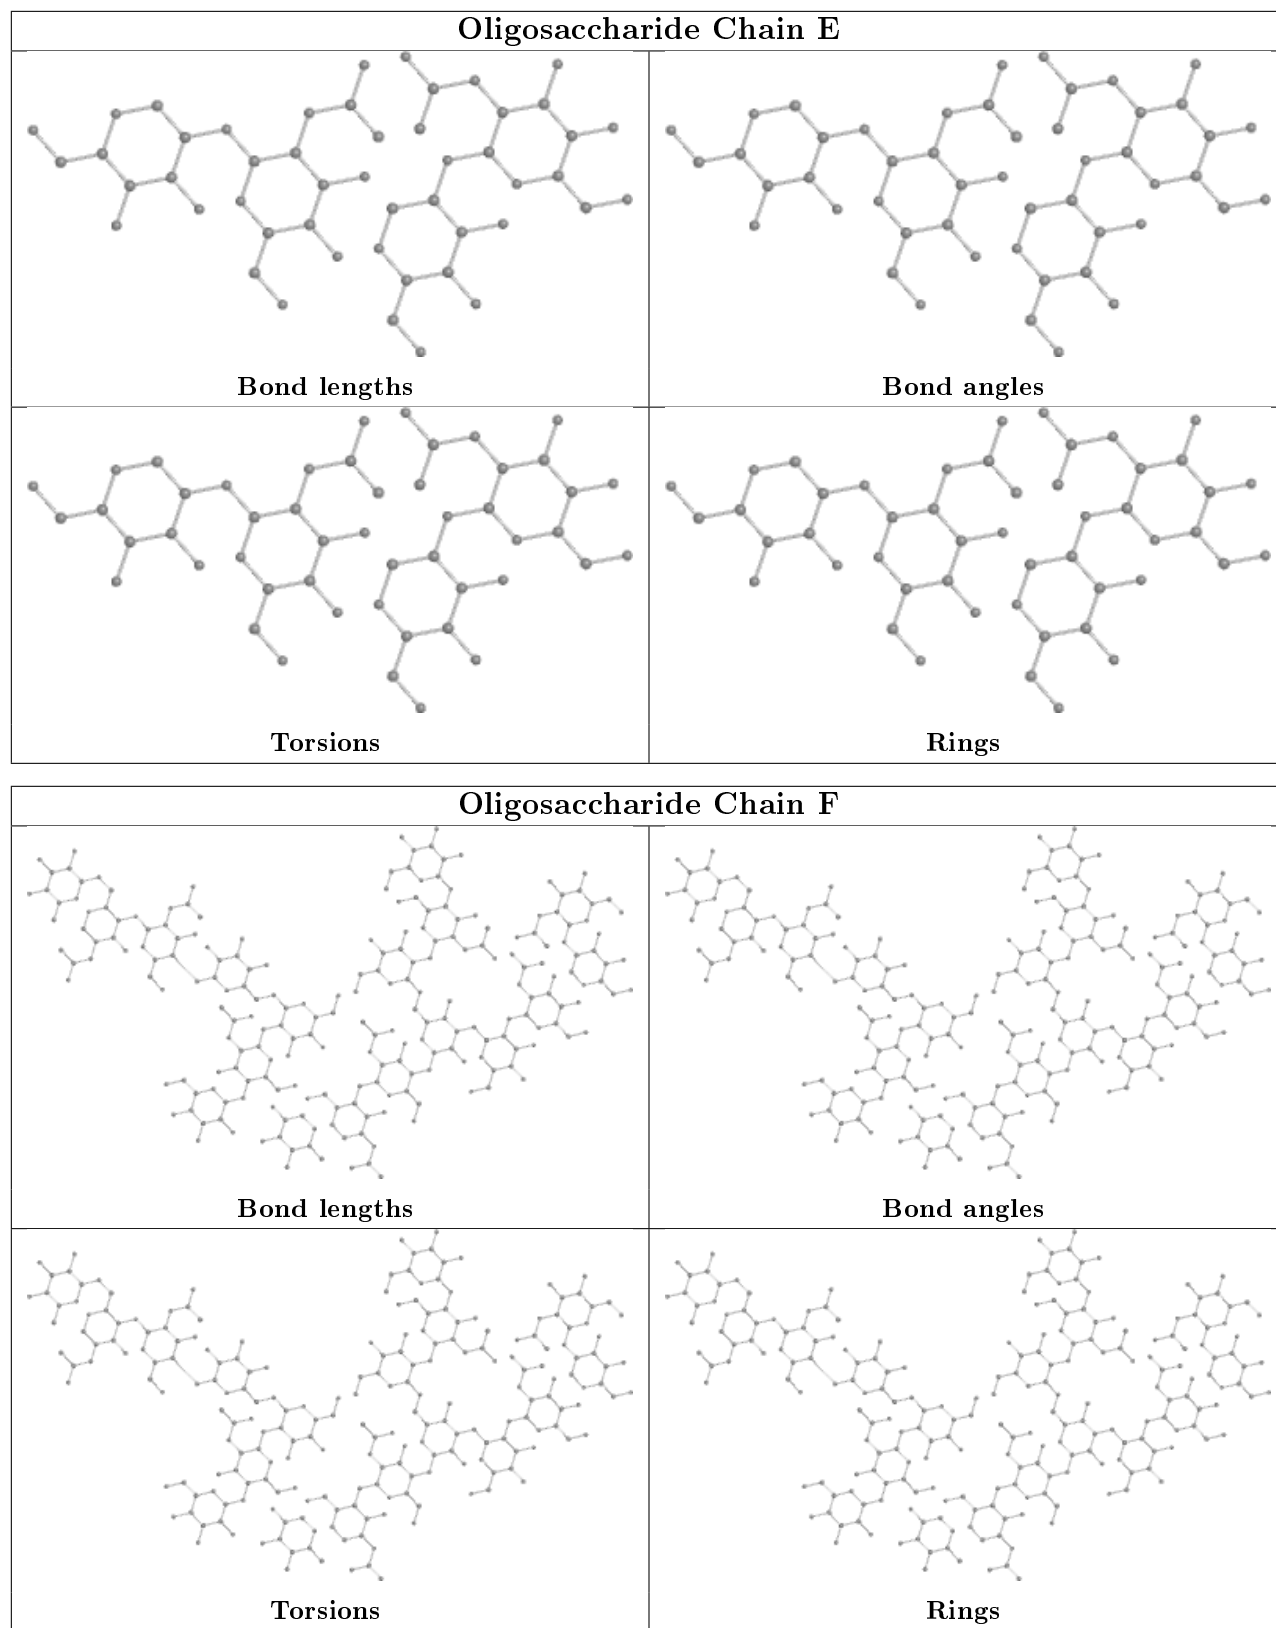 Oligosaccharide Chain E
Bond lengths
Bond angles
Torsions
Rings
Oligosaccharide Chain F
Bond lengths
Bond angles
Torsions
Rings